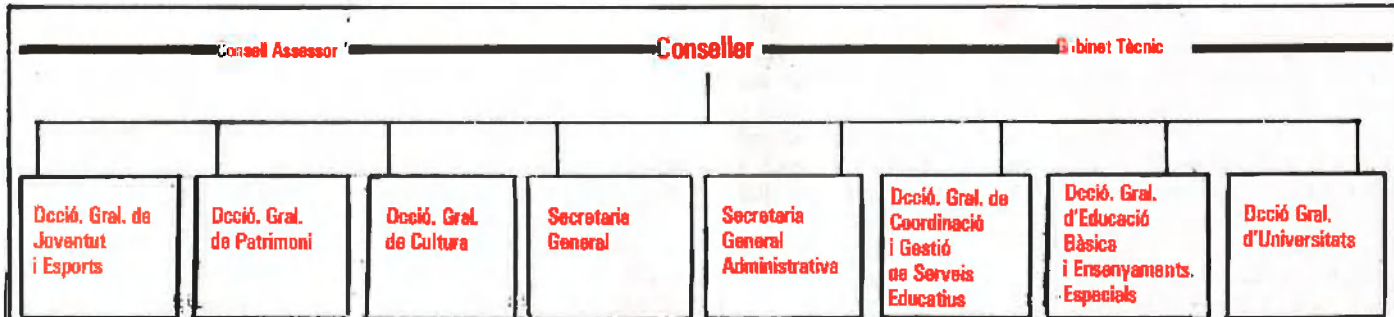 Consell Assessor
Conseller
Gabinet Tècnic
Dcció. Gral. de
Joventut
i Esports
Dcció. Gral.
de Patrimoni
Dcció. Gral.
de Cultura
Secretaria
General
Secretaria
General
Administrativa
Dcció. Gral. de
Coordinació
i Gestió
de Serveis
Educatius
Dcció. Gral.
d'Educació
Bàsica
i Ensenyaments.
Especials
Dcció Gral.
d'Universitats